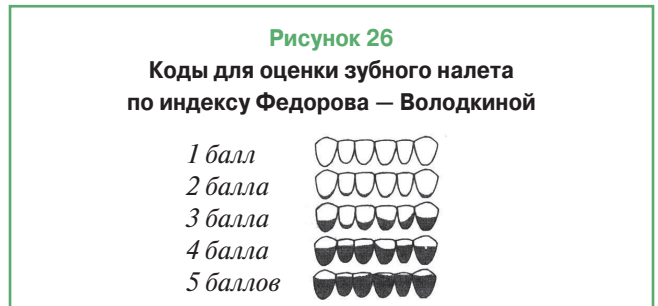 Рисунок 26
Коды для оценки зубного налета
по индексу Федорова — Володкиной
1 балл
2 балла
3 балла
4 балла
5 баллов